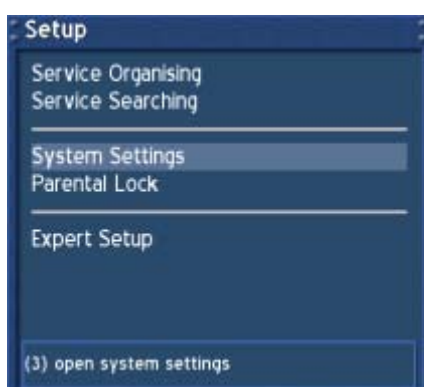 Setup
Service Organising
Service Searching
System Settings
Parental Lock
Expert Setup
(3) open system settings